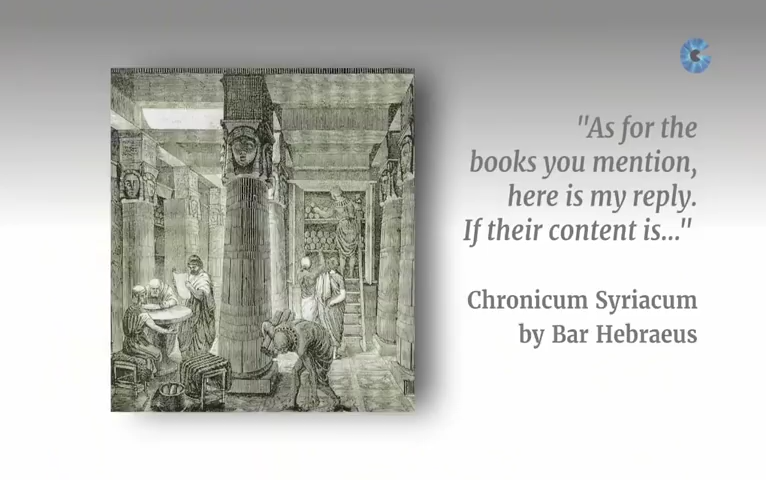 "As for the
books you mention,
here is my reply.
If their content is..."
Chronicum Syriacum
by Bar Hebraeus